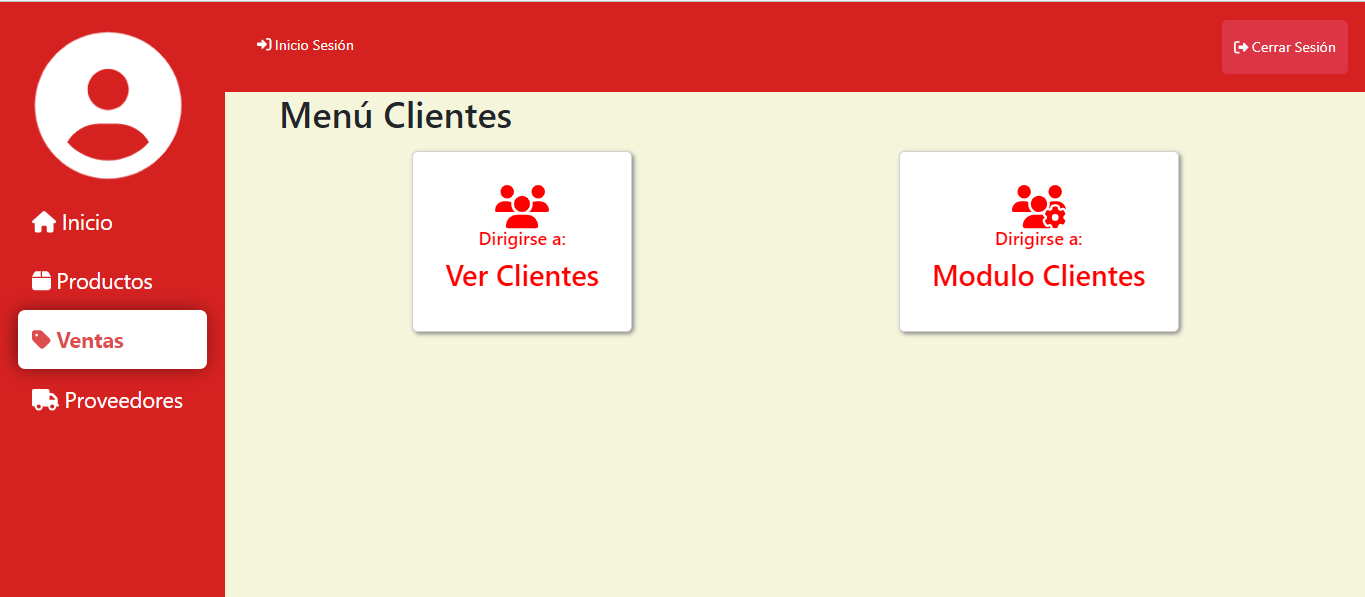 Inicio Sesión
Cerrar Sesión
Inicio
Productos
Ventas
Proveedores
Menú Clientes
Dirigirse a:
Ver Clientes
Dirigirse a:
Modulo Clientes